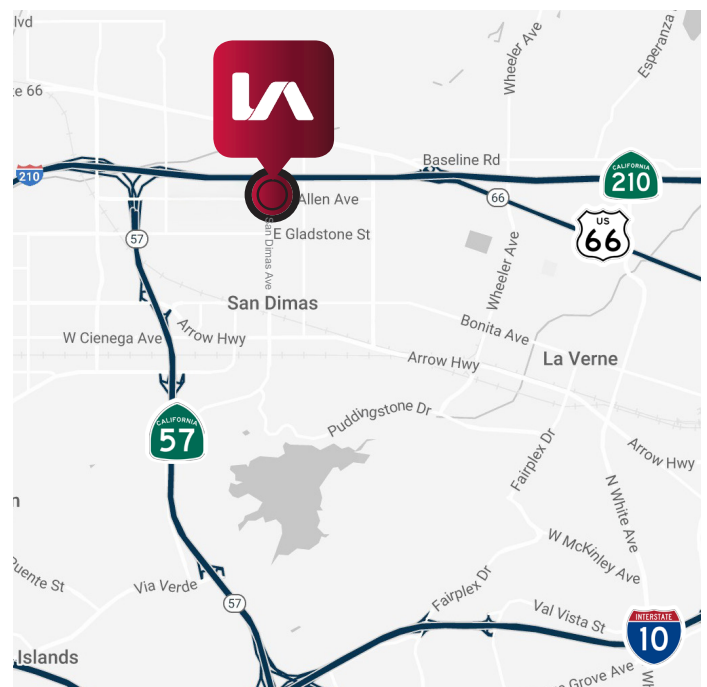 lvd
Wheeler Ave
Esperanza
e 66
LA
Baseline Rd
210
CALIFORNIA
210
Allen Ave
66
57
San Dimas Ave
E Gladstone St
US
66
Wheeler Ave
San Dimas
Bonita Ave
W Cienega Ave
Arrow Hwy
Arrow Hwy
La Verne
CALIFORNIA
57
Puddingstone Dr
Fairplex Dr
Arrow Hwy
n
N White Ave
W McKinley Ave
Puente St
Via Verde
Fairplex Dr
57
Val Vista St
INTERSTATE
10
Islands
Grove Ave